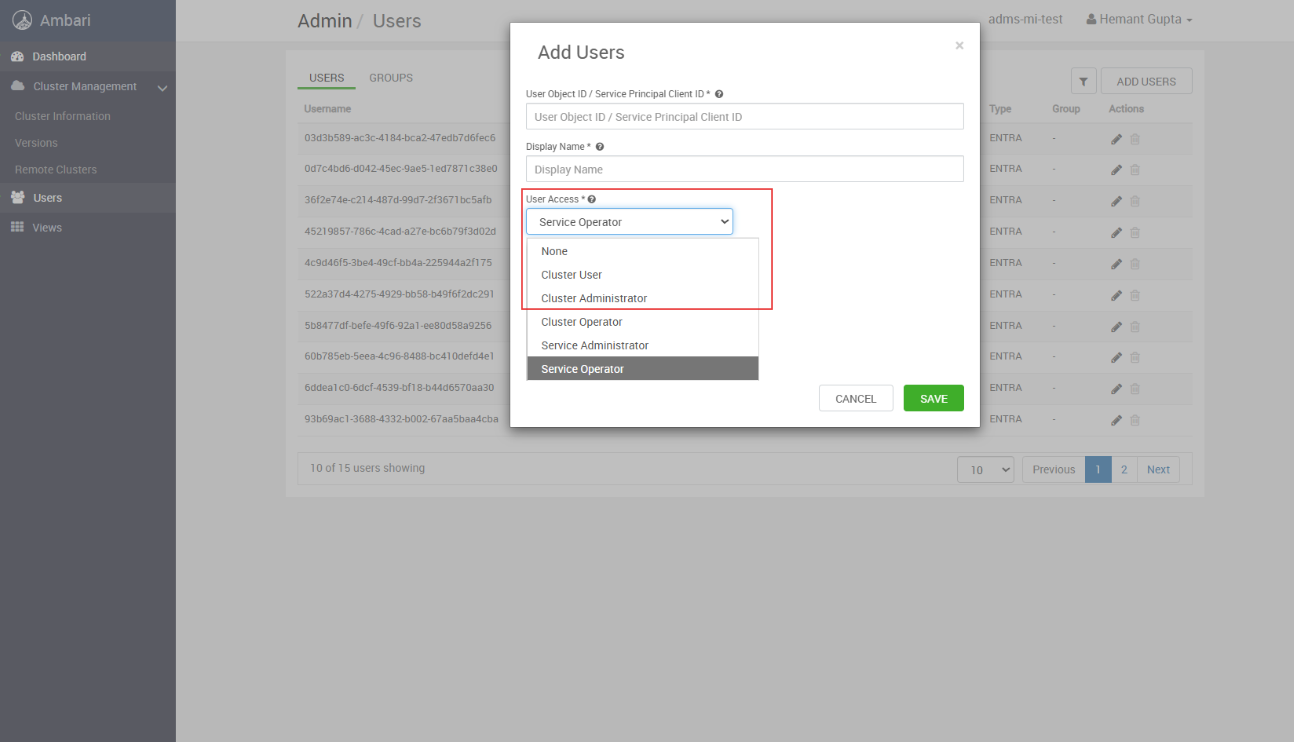 Ambari
Dashboard
Cluster Management
Cluster Information
Versions
Remote Clusters
Users
Views
Admin / Users
adms-mi-test
Hemant Gupta
USERS GROUPS
ADD USERS
Username Type Group Actions
03d3b589-ac3c-4184-bca2-47edb7d6fec6 ENTRA -
0d7c4bd6-d042-45ec-9ae5-1ed7871c38e0 ENTRA -
36f2e74e-c214-487d-99d7-2f3671bc5afb ENTRA -
45219857-786c-4cad-a27e-bc6b79f3d02d ENTRA -
4c9d46f5-3be4-49cf-bb4a-225944a2f175 ENTRA -
522a37d4-4275-4929-bb58-b49f6f2dc291 ENTRA -
5b8477df-befe-49f6-92a1-ee80d58a9256 ENTRA -
60b785eb-5eea-4c96-8488-bc410defd4e1 ENTRA -
6ddea1c0-6dcf-4539-bf18-b44d6570aa30 ENTRA -
93b69ac1-3688-4332-b002-67aa5baa4cba ENTRA -
10 of 15 users showing
10
Previous 1 2 Next
Add Users
×
User Object ID / Service Principal Client ID * ?
User Object ID / Service Principal Client ID
Display Name * ?
Display Name
User Access * ?
Service Operator
None
Cluster User
Cluster Administrator
Cluster Operator
Service Administrator
Service Operator
CANCEL
SAVE